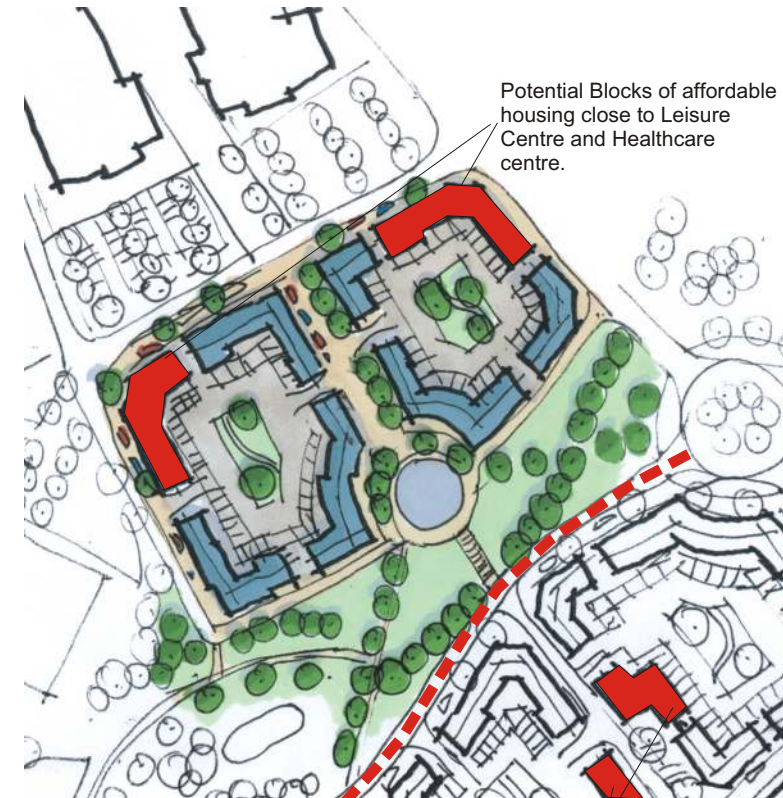 Potential Blocks of affordable
housing close to Leisure
Centre and Healthcare
centre.